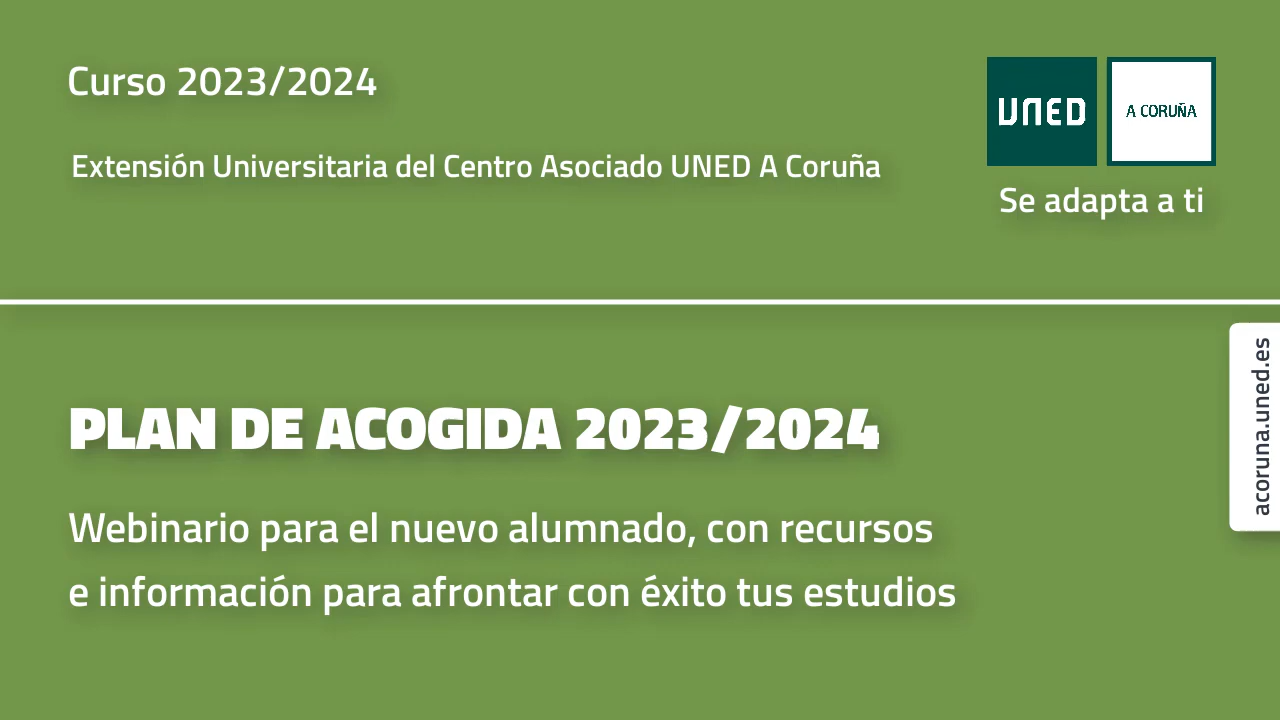 Curso 2023/2024
Extensión Universitaria del Centro Asociado UNED A Coruña
UNED
A CORUÑA
Se adapta a ti
acoruna.uned.es
PLAN DE ACOGIDA 2023/2024
Webinario para el nuevo alumnado, con recursos
e información para afrontar con éxito tus estudios